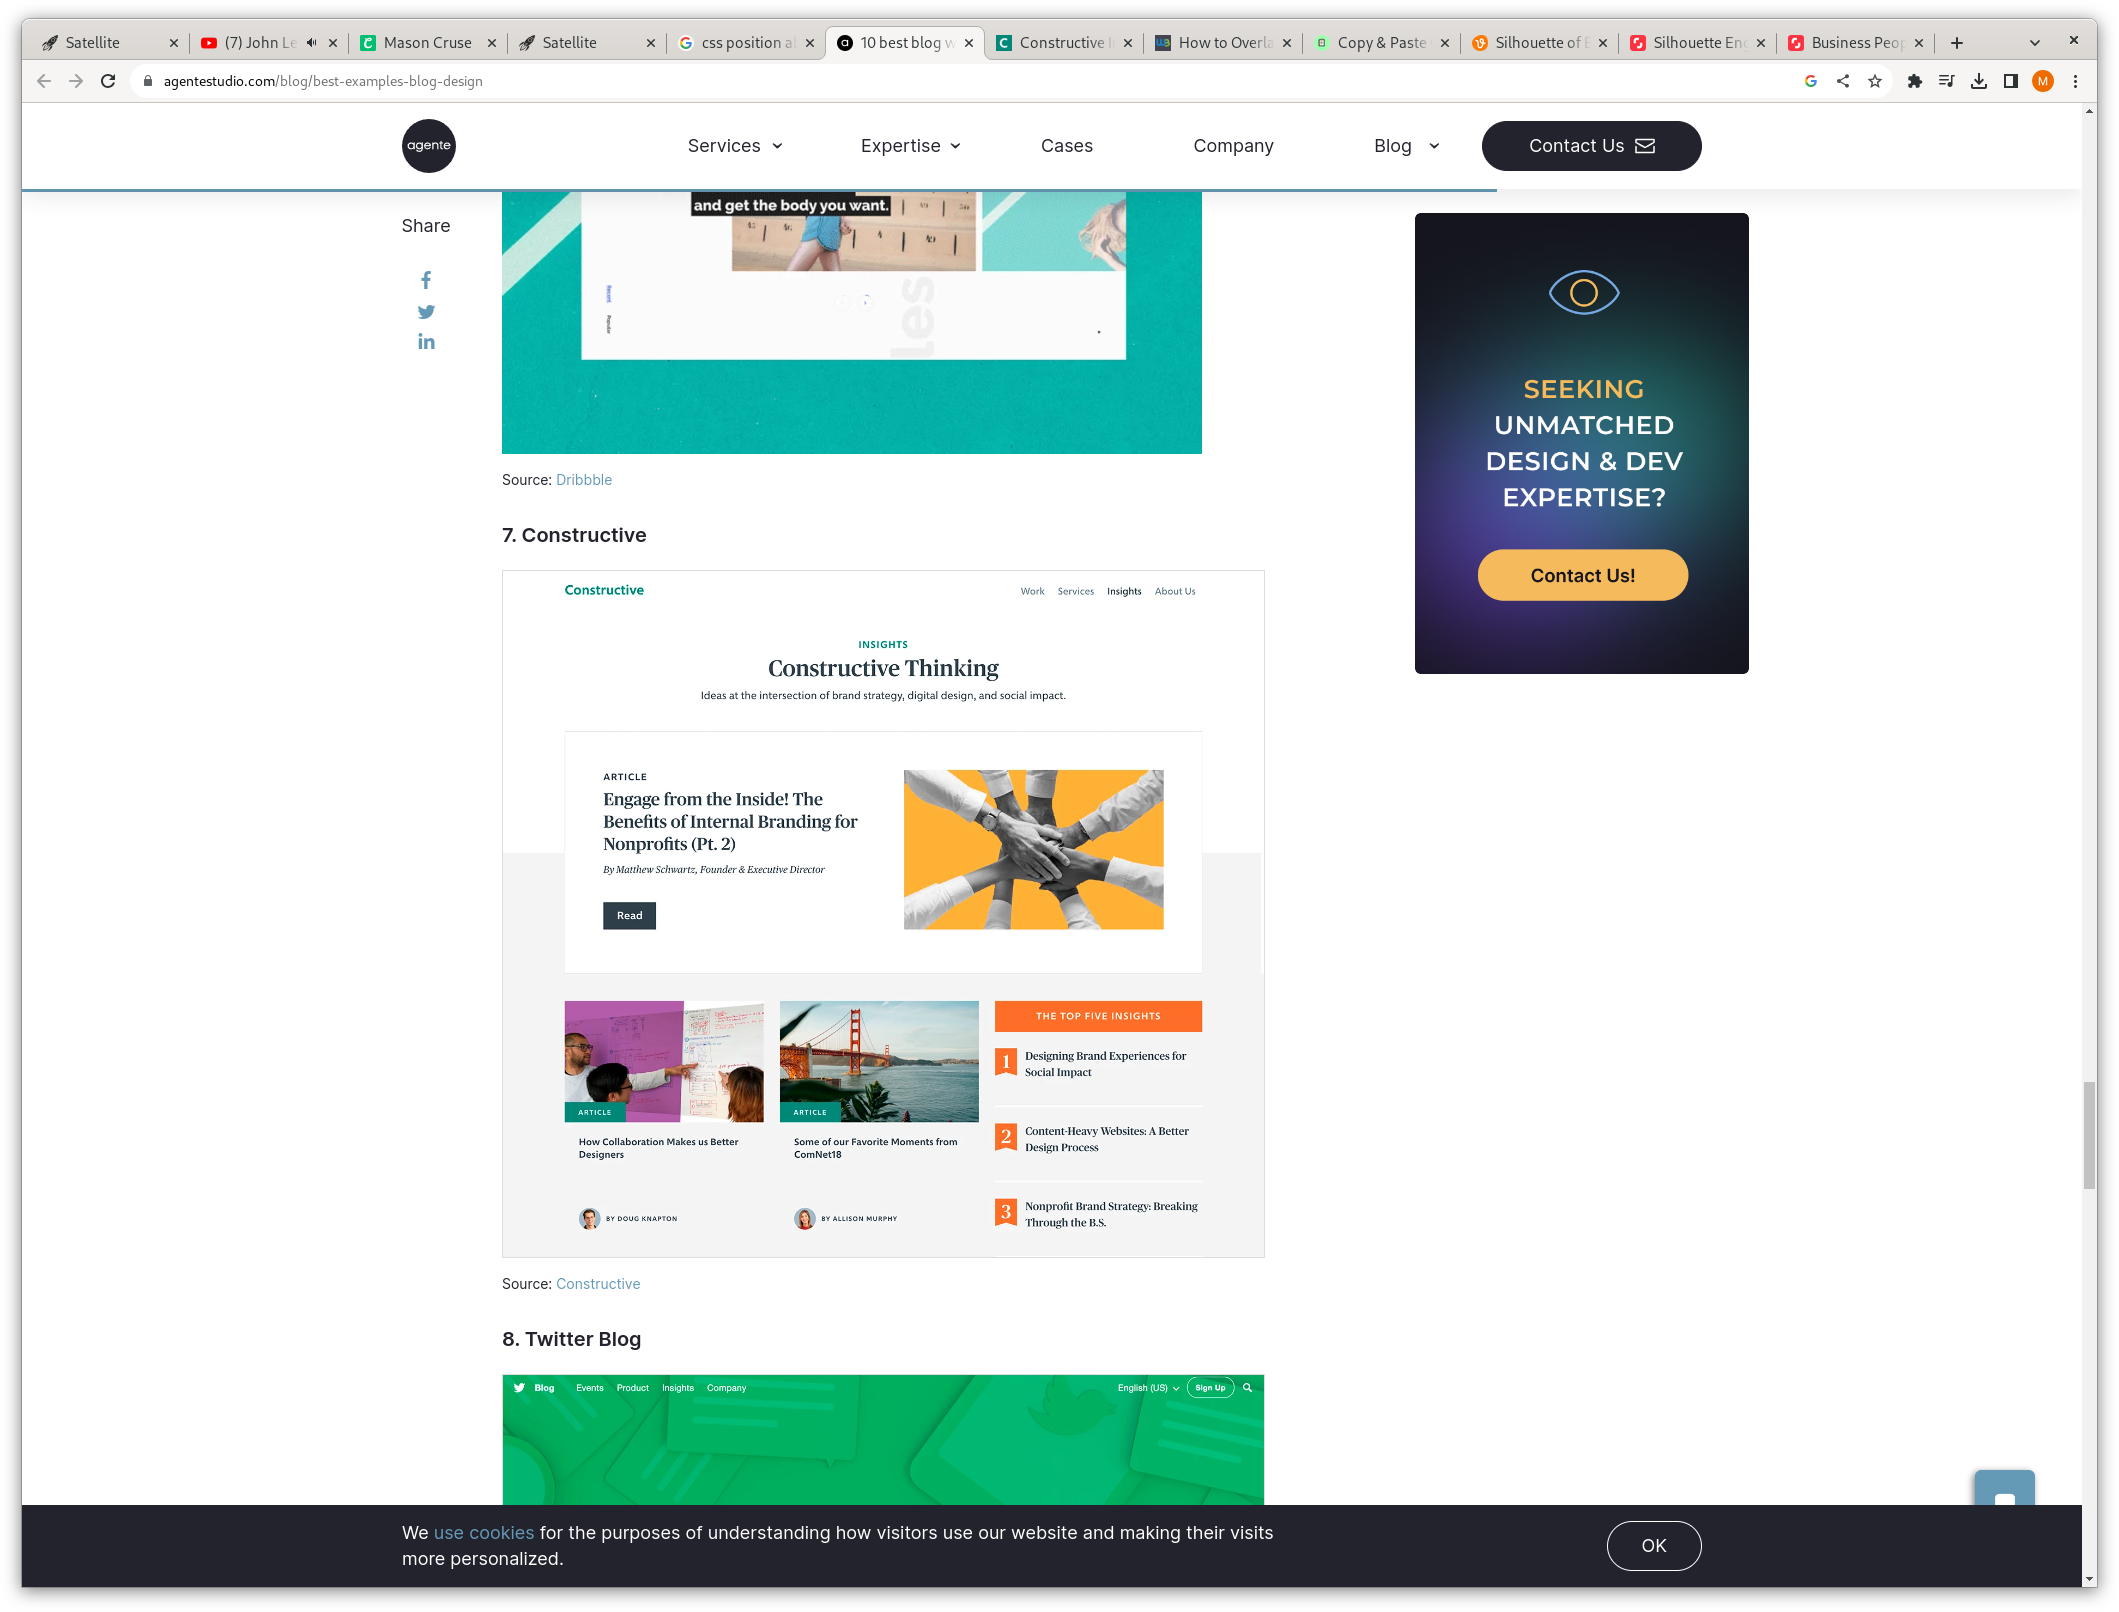 Satellite
(7) John Le
Mason Cruse
Satellite
css position al
10 best blog w
Constructive I
How to Overla
Copy & Paste
Silhouette of E
Silhouette Eng
Business Peop
agentestudio.com/blog/best-examples-blog-design
M
agente
Services
Expertise
Cases
Company
Blog
Contact Us
Share
and get the body you want.
Recent
Popular
les
Source: Dribbble
7. Constructive
Constructive
Work
Services
Insights
About Us
INSIGHTS
Constructive Thinking
Ideas at the intersection of brand strategy, digital design, and social impact.
ARTICLE
Engage from the Inside! The
Benefits of Internal Branding for
Nonprofits (Pt. 2)
By Matthew Schwartz, Founder & Executive Director
Read
ARTICLE
How Collaboration Makes us Better
Designers
BY DOUG KNAPTON
ARTICLE
Some of our Favorite Moments from
ComNet18
BY ALLISON MURPHY
THE TOP FIVE INSIGHTS
1
Designing Brand Experiences for
Social Impact
2
Content-Heavy Websites: A Better
Design Process
3
Nonprofit Brand Strategy: Breaking
Through the B.S.
Source: Constructive
8. Twitter Blog
Blog
Events
Product
Insights
Company
English (US)
Sign Up
SEEKING
UNMATCHED
DESIGN & DEV
EXPERTISE?
Contact Us!
We use cookies for the purposes of understanding how visitors use our website and making their visits
more personalized.
OK